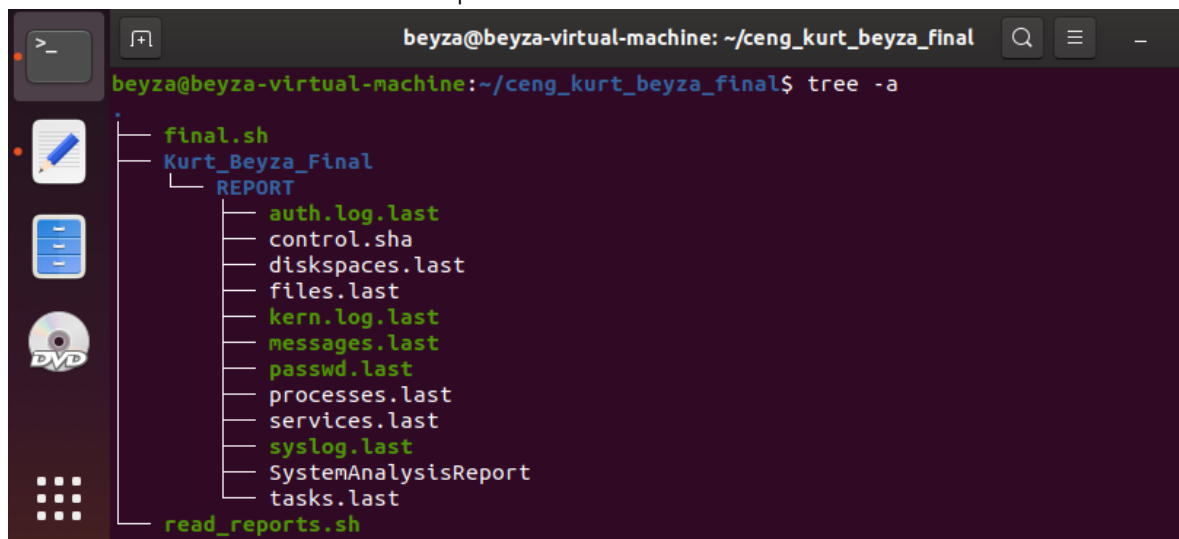 beyza@beyza-virtual-machine: ~/ceng_kurt_beyza_final
beyza@beyza-virtual-machine:~/ceng_kurt_beyza_final$ tree -a
.
├── final.sh
├── Kurt_Beyza_Final
│   └── REPORT
│       ├── auth.log.last
│       ├── control.sha
│       ├── diskspaces.last
│       ├── files.last
│       ├── kern.log.last
│       ├── messages.last
│       ├── passwd.last
│       ├── processes.last
│       ├── services.last
│       ├── syslog.last
│       ├── SystemAnalysisReport
│       └── tasks.last
└── read_reports.sh
>_
DVD